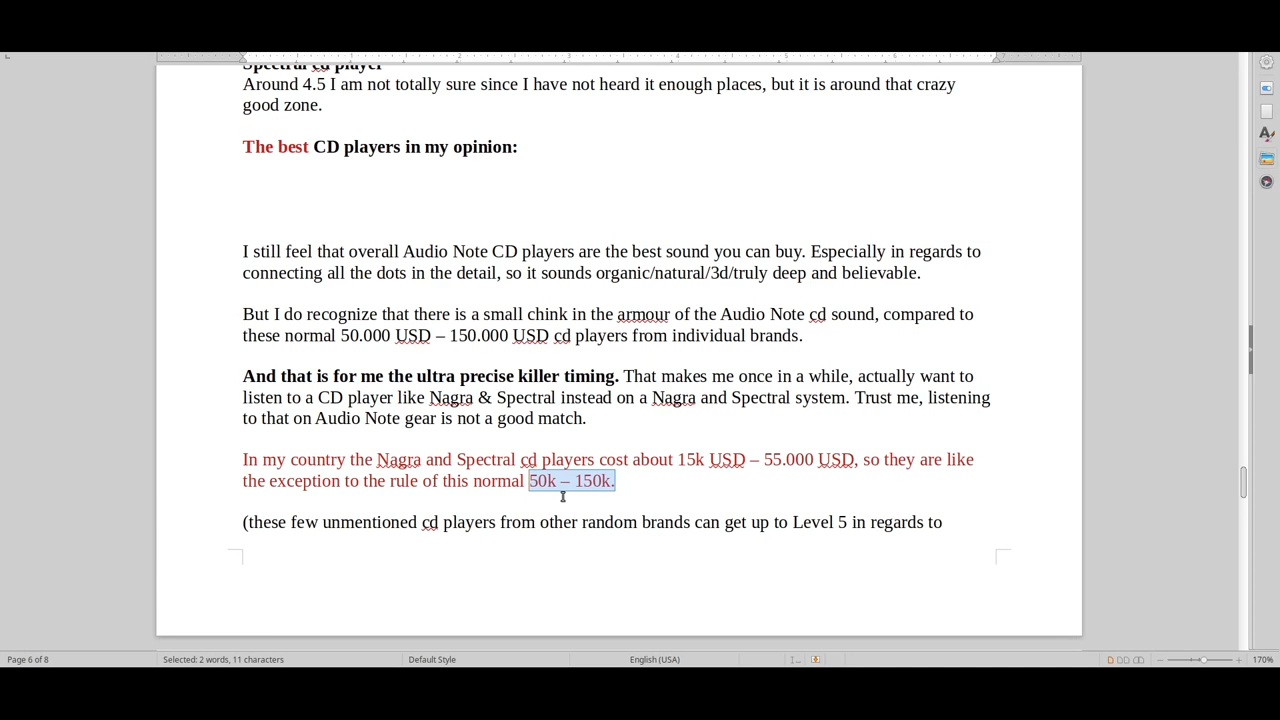 Spectral cd player
Around 4.5 I am not totally sure since I have not heard it enough places, but it is around that crazy
good zone.
The best CD players in my opinion:
I still feel that overall Audio Note CD players are the best sound you can buy. Especially in regards to
connecting all the dots in the detail, so it sounds organic/natural/3d/truly deep and believable.
But I do recognize that there is a small chink in the armour of the Audio Note cd sound, compared to
these normal 50.000 USD – 150.000 USD cd players from individual brands.
And that is for me the ultra precise killer timing. That makes me once in a while, actually want to
listen to a CD player like Nagra & Spectral instead on a Nagra and Spectral system. Trust me, listening
to that on Audio Note gear is not a good match.
In my country the Nagra and Spectral cd players cost about 15k USD – 55.000 USD, so they are like
the exception to the rule of this normal 50k – 150k.
(these few unmentioned cd players from other random brands can get up to Level 5 in regards to
Page 6 of 8
Selected: 2 words, 11 characters
Default Style
English (USA)
170%